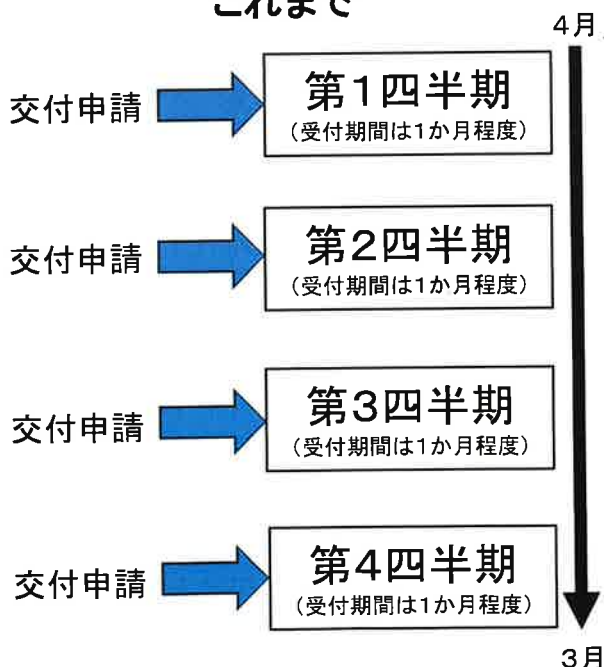 これまで
4月
交付申請
第1四半期
（受付期間は1か月程度）
交付申請
第2四半期
（受付期間は1か月程度）
交付申請
第3四半期
（受付期間は1か月程度）
交付申請
第4四半期
（受付期間は1か月程度）
3月